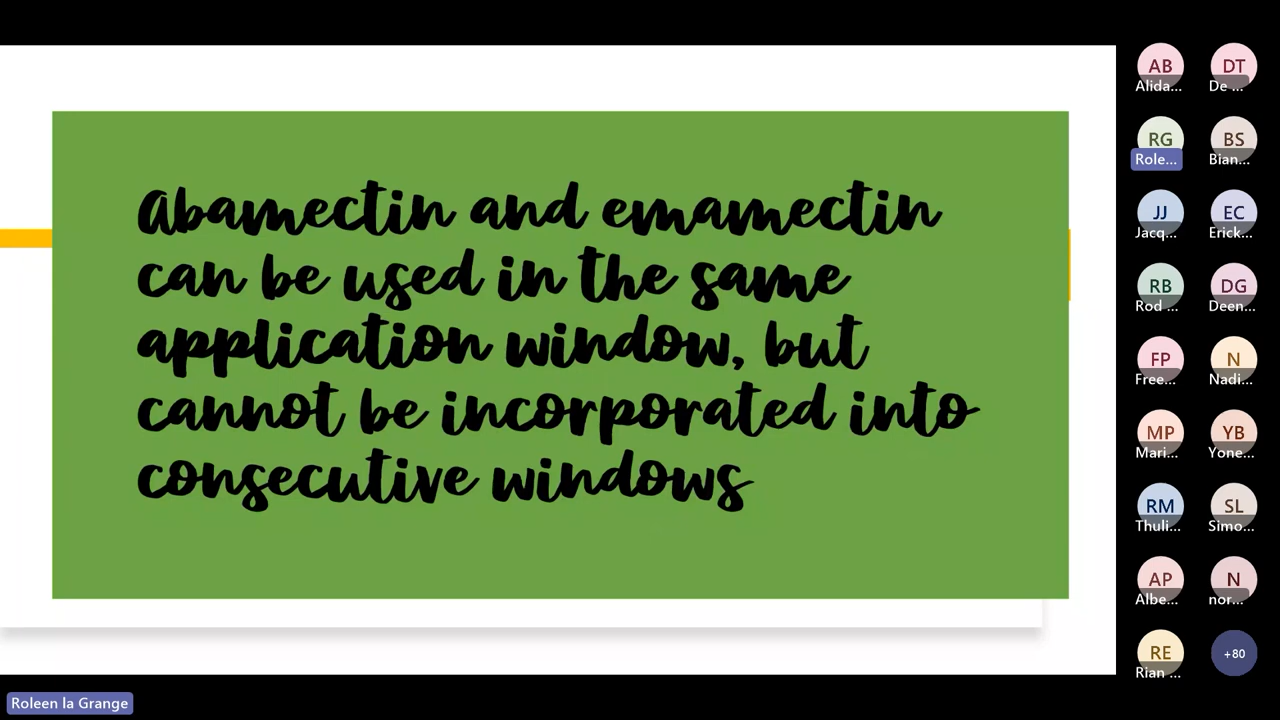 Abamectin and emamectin
can be used in the same
application window, but
cannot be incorporated into
consecutive windows
AB
DT
Alida...
De ...
RG
BS
Role...
Bian...
JJ
EC
Jacq...
Erick...
RB
DG
Rod ...
Deen...
FP
N
Free...
Nadi...
MP
YB
Mari...
Yone...
RM
SL
Thuli...
Simo...
AP
N
Albe...
nor...
RE
+80
Rian ...
Roleen la Grange